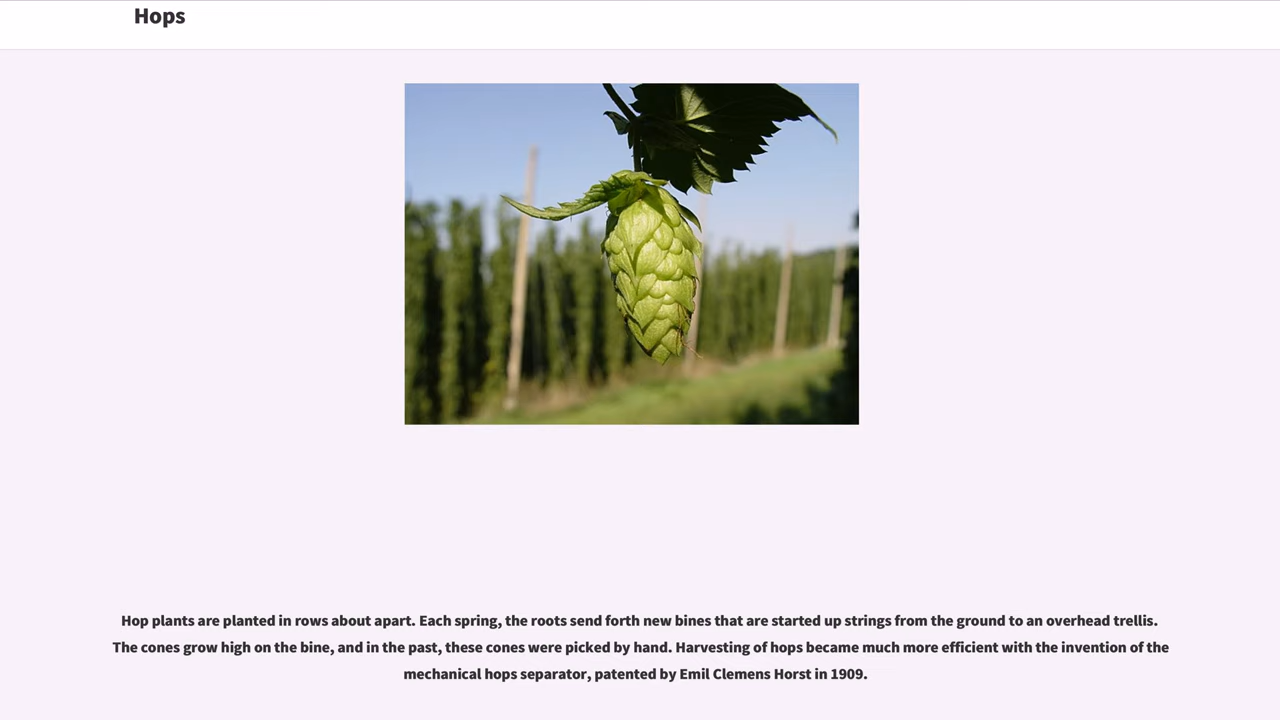 Hops
Hop plants are planted in rows about apart. Each spring, the roots send forth new bines that are started up strings from the ground to an overhead trellis.
The cones grow high on the bine, and in the past, these cones were picked by hand. Harvesting of hops became much more efficient with the invention of the
mechanical hops separator, patented by Emil Clemens Horst in 1909.